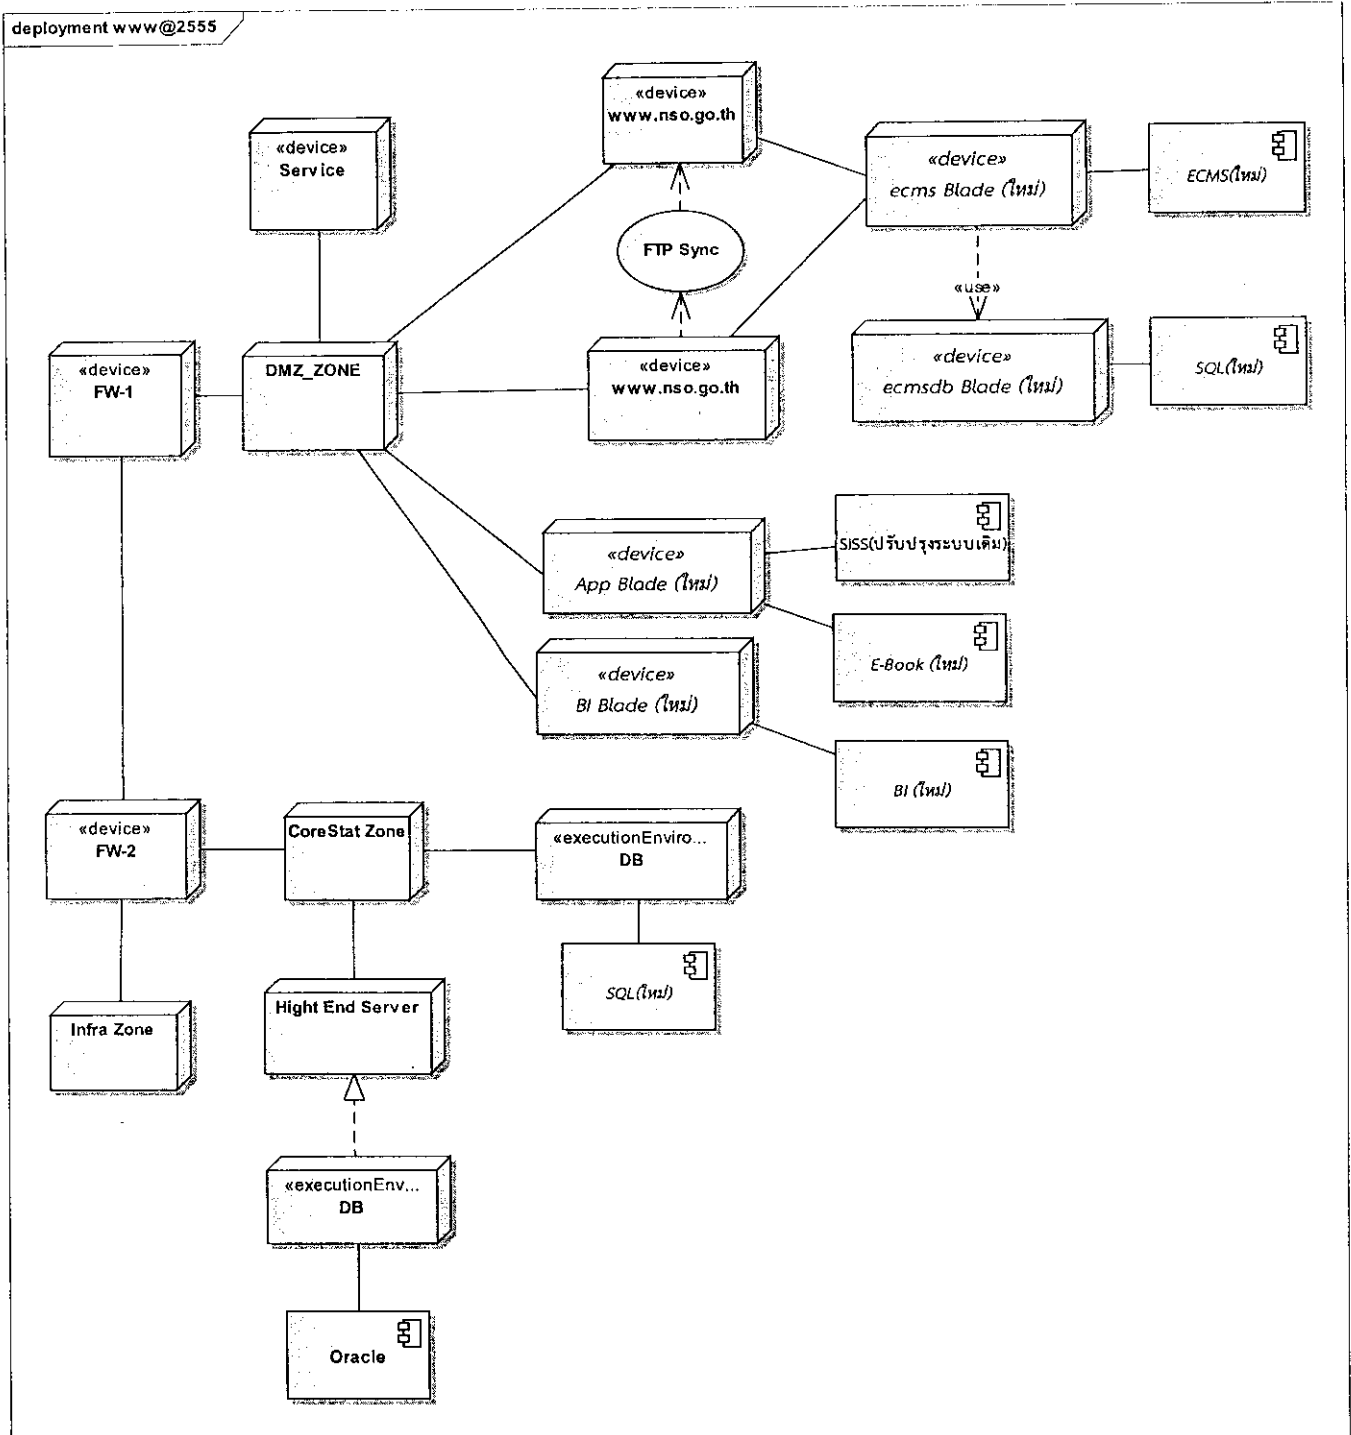 deployment www@2555
«device»
www.nso.go.th
«device»
Service
«device»
ecms Blade (ใหม่)
ECMS(ใหม่)
FTP Sync
«use»
«device»
FW-1
DMZ_ZONE
«device»
www.nso.go.th
«device»
ecmsdb Blade (ใหม่)
SQL(ใหม่)
«device»
App Blade (ใหม่)
SISS(ปรับปรุงระบบเดิม)
E-Book (ใหม่)
«device»
BI Blade (ใหม่)
BI (ใหม่)
«device»
FW-2
CoreStat Zone
«executionEnviro...
DB
SQL(ใหม่)
Infra Zone
Hight End Server
«executionEnv...
DB
Oracle